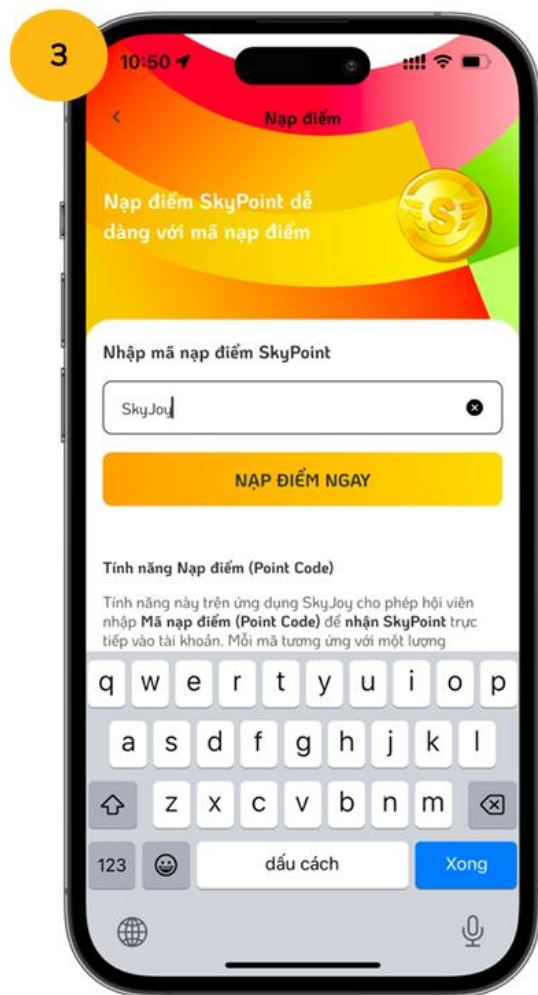 3
10:50
Nạp điểm
Nạp điểm SkyPoint dễ
dàng với mã nạp điểm
S
Nhập mã nạp điểm SkyPoint
SkyJoy
NẠP ĐIỂM NGAY
Tính năng Nạp điểm (Point Code)
Tính năng này trên ứng dụng SkyJoy cho phép hội viên
nhập Mã nạp điểm (Point Code) để nhận SkyPoint trực
tiếp vào tài khoản. Mỗi mã tương ứng với một lượng
q w e r t y u i o p
a s d f g h j k l
z x c v b n m
123 dấu cách Xong